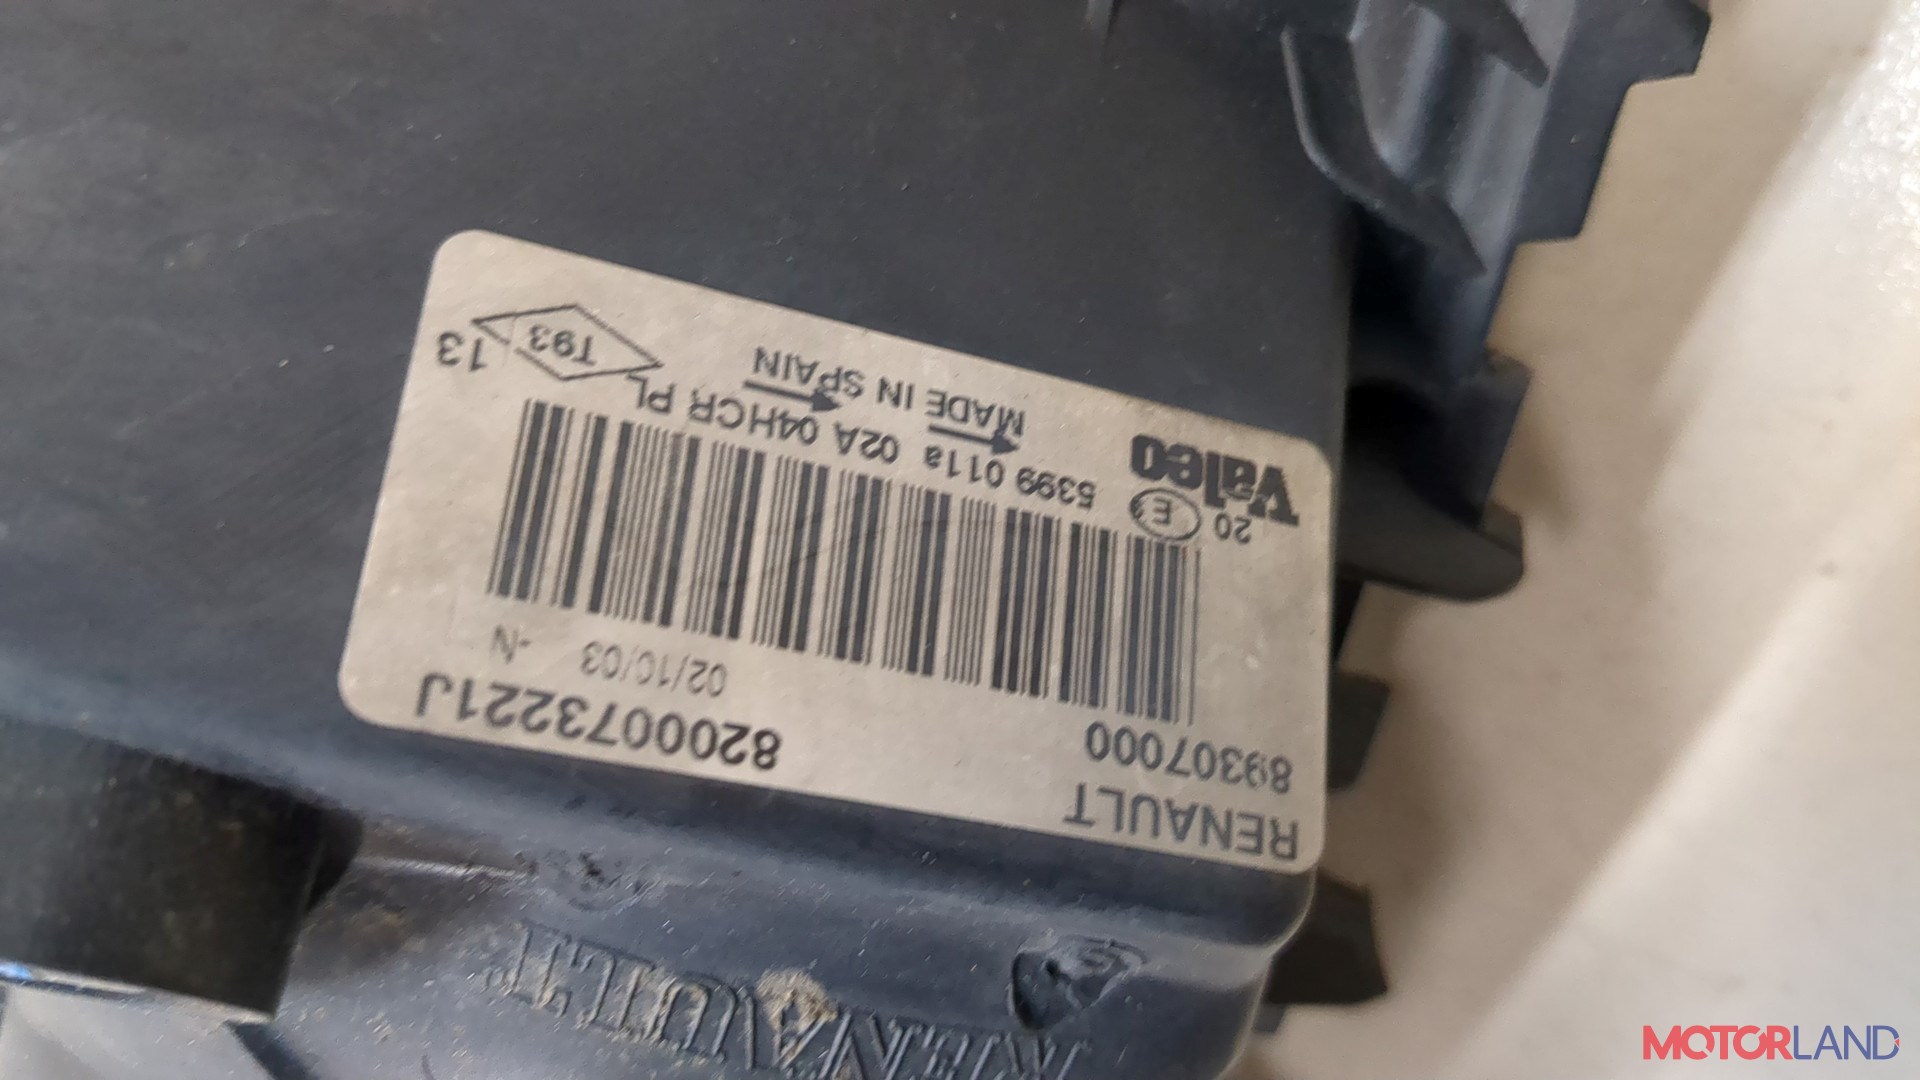 RENAULT
89307000 8200073221J
02/10/03 -N
20 E3 5399 011a 02A 04HCR PL
Valeo MADE IN SPAIN T93 13
RENAULT
MOTORLAND